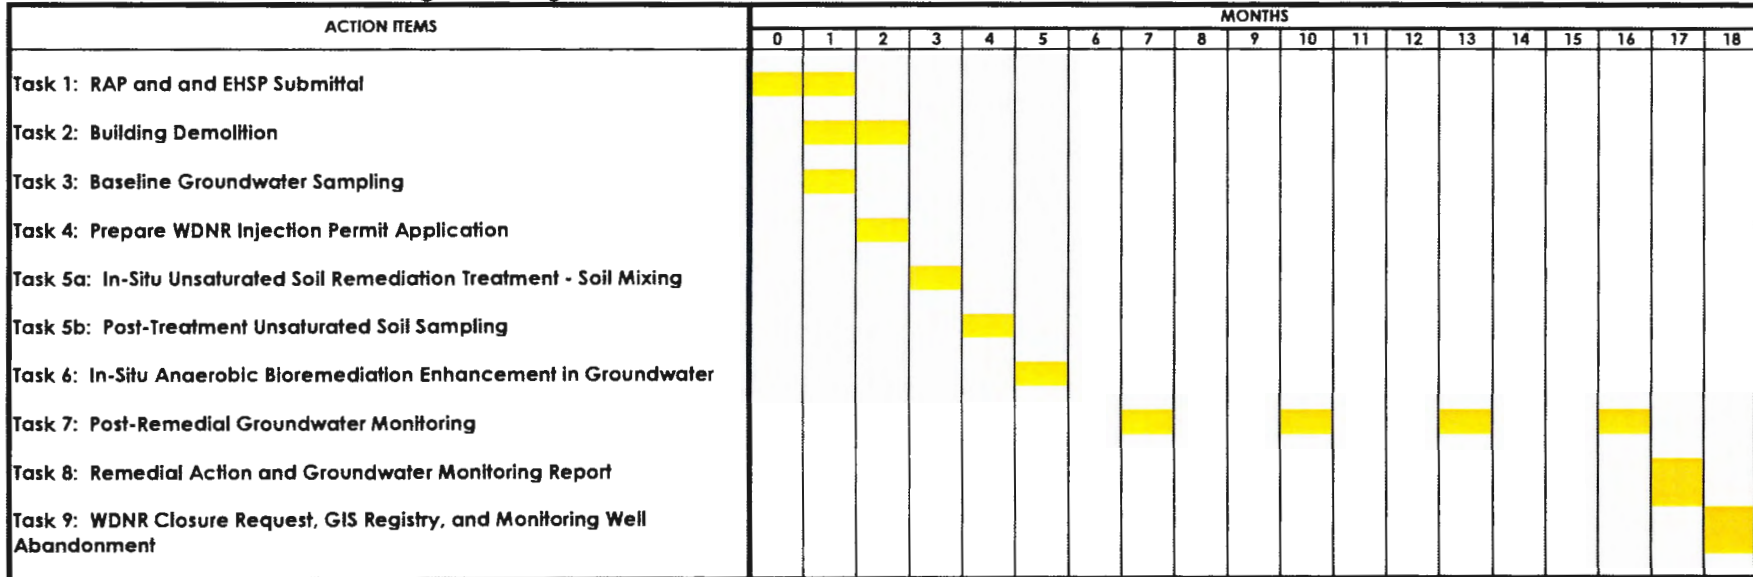 ACTION ITEMS
MONTHS
0 1 2 3 4 5 6 7 8 9 10 11 12 13 14 15 16 17 18
Task 1: RAP and and EHSP Submittal
Task 2: Building Demolition
Task 3: Baseline Groundwater Sampling
Task 4: Prepare WDNR Injection Permit Application
Task 5a: In-Situ Unsaturated Soil Remediation Treatment - Soil Mixing
Task 5b: Post-Treatment Unsaturated Soil Sampling
Task 6: In-Situ Anaerobic Bioremediation Enhancement in Groundwater
Task 7: Post-Remedial Groundwater Monitoring
Task 8: Remedial Action and Groundwater Monitoring Report
Task 9: WDNR Closure Request, GIS Registry, and Monitoring Well
Abandonment